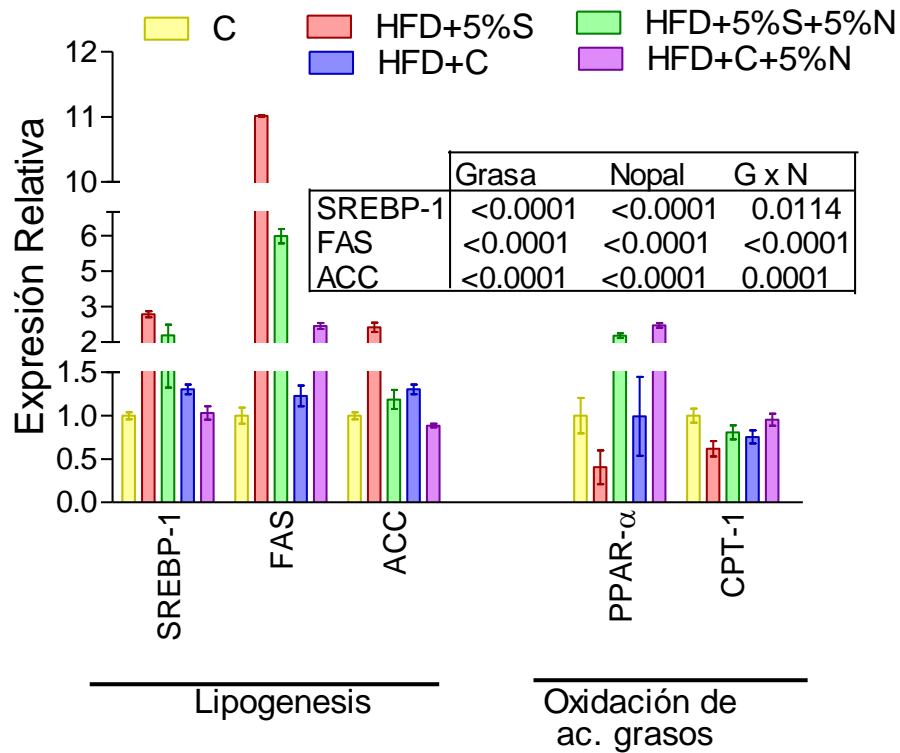 C HFD+5%S HFD+5%S+5%N
HFD+C HFD+C+5%N
Expresión Relativa
12
11
10
6
5
3
2
1.5
1.0
0.5
0.0
Grasa Nopal G x N
SREBP-1 <0.0001 <0.0001 0.0114
FAS <0.0001 <0.0001 <0.0001
ACC <0.0001 <0.0001 0.0001
SREBP-1
FAS
ACC
PPAR-α
CPT-1
Lipogenesis
Oxidación de
ac. grasos